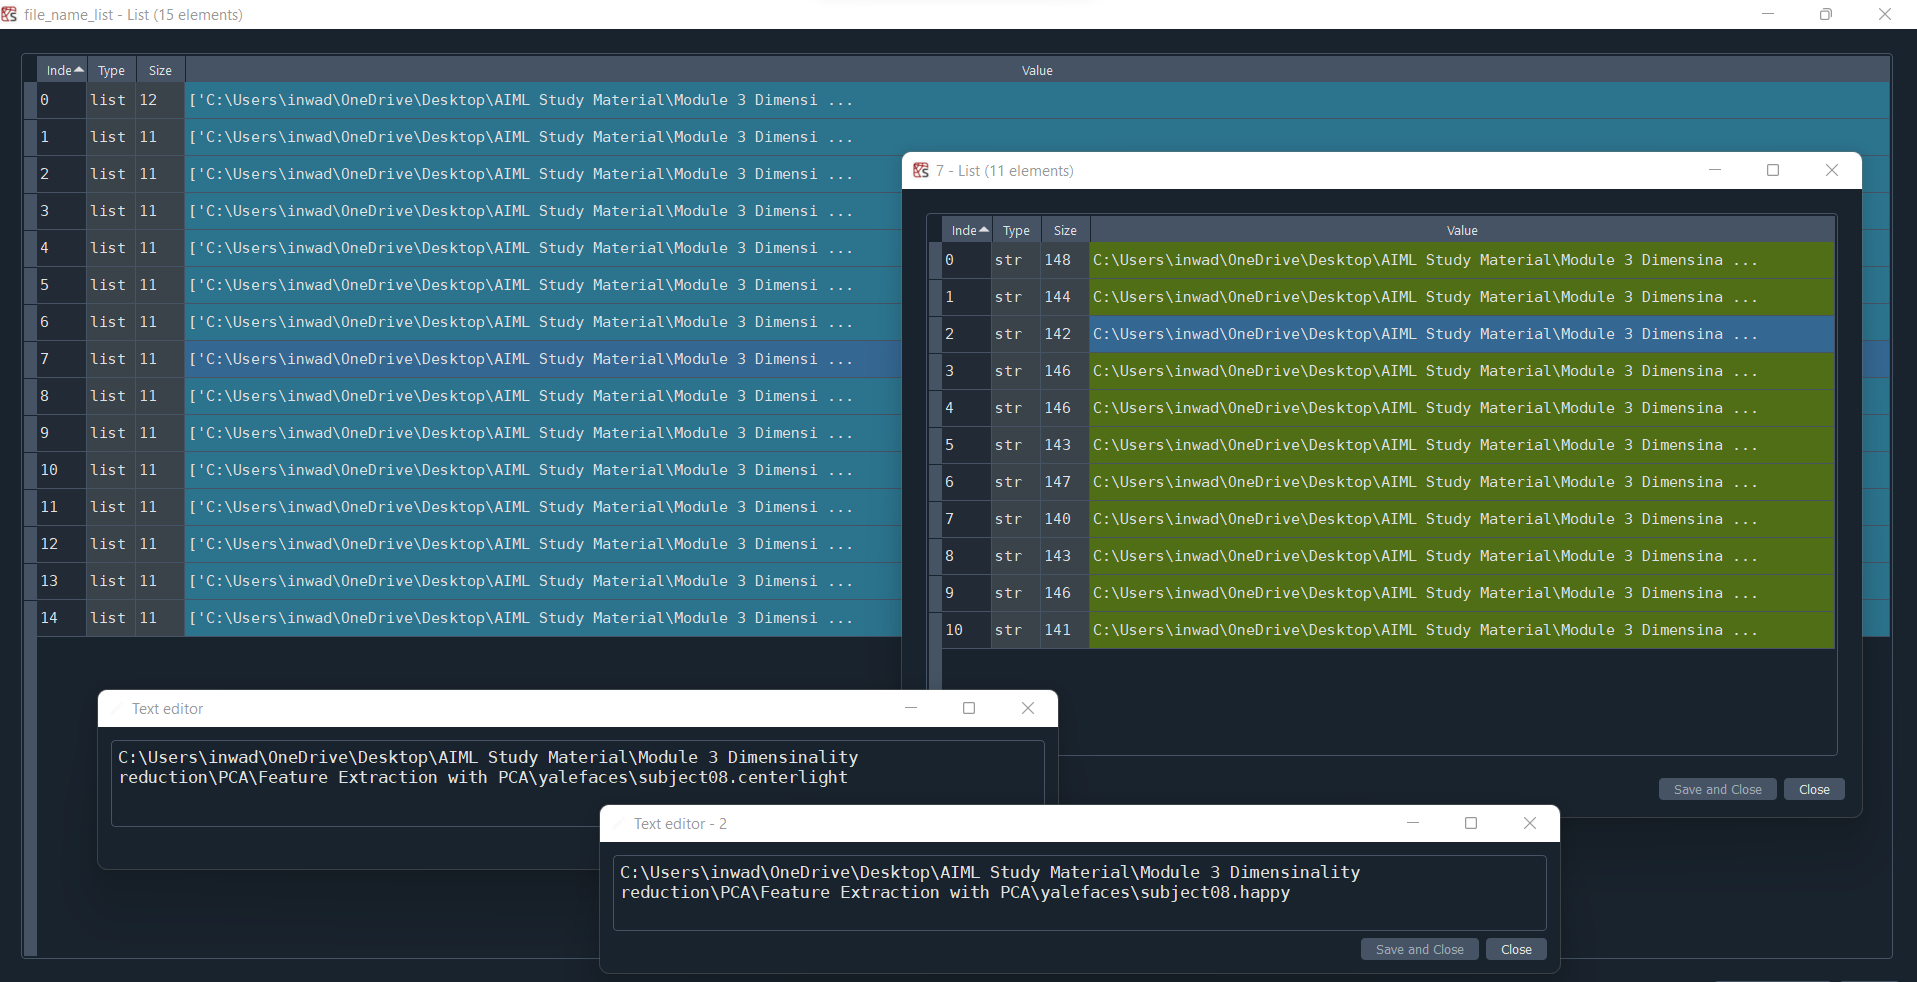 file_name_list - List (15 elements)
Inde Type Size Value
0 list 12 ['C:\Users\inwad\OneDrive\Desktop\AIML Study Material\Module 3 Dimensi ...
1 list 11 ['C:\Users\inwad\OneDrive\Desktop\AIML Study Material\Module 3 Dimensi ...
2 list 11 ['C:\Users\inwad\OneDrive\Desktop\AIML Study Material\Module 3 Dimensi ...
3 list 11 ['C:\Users\inwad\OneDrive\Desktop\AIML Study Material\Module 3 Dimensi ...
4 list 11 ['C:\Users\inwad\OneDrive\Desktop\AIML Study Material\Module 3 Dimensi ...
5 list 11 ['C:\Users\inwad\OneDrive\Desktop\AIML Study Material\Module 3 Dimensi ...
6 list 11 ['C:\Users\inwad\OneDrive\Desktop\AIML Study Material\Module 3 Dimensi ...
7 list 11 ['C:\Users\inwad\OneDrive\Desktop\AIML Study Material\Module 3 Dimensi ...
8 list 11 ['C:\Users\inwad\OneDrive\Desktop\AIML Study Material\Module 3 Dimensi ...
9 list 11 ['C:\Users\inwad\OneDrive\Desktop\AIML Study Material\Module 3 Dimensi ...
10 list 11 ['C:\Users\inwad\OneDrive\Desktop\AIML Study Material\Module 3 Dimensi ...
11 list 11 ['C:\Users\inwad\OneDrive\Desktop\AIML Study Material\Module 3 Dimensi ...
12 list 11 ['C:\Users\inwad\OneDrive\Desktop\AIML Study Material\Module 3 Dimensi ...
13 list 11 ['C:\Users\inwad\OneDrive\Desktop\AIML Study Material\Module 3 Dimensi ...
14 list 11 ['C:\Users\inwad\OneDrive\Desktop\AIML Study Material\Module 3 Dimensi ...
7 - List (11 elements)
Inde Type Size Value
0 str 148 C:\Users\inwad\OneDrive\Desktop\AIML Study Material\Module 3 Dimensina ...
1 str 144 C:\Users\inwad\OneDrive\Desktop\AIML Study Material\Module 3 Dimensina ...
2 str 142 C:\Users\inwad\OneDrive\Desktop\AIML Study Material\Module 3 Dimensina ...
3 str 146 C:\Users\inwad\OneDrive\Desktop\AIML Study Material\Module 3 Dimensina ...
4 str 146 C:\Users\inwad\OneDrive\Desktop\AIML Study Material\Module 3 Dimensina ...
5 str 143 C:\Users\inwad\OneDrive\Desktop\AIML Study Material\Module 3 Dimensina ...
6 str 147 C:\Users\inwad\OneDrive\Desktop\AIML Study Material\Module 3 Dimensina ...
7 str 140 C:\Users\inwad\OneDrive\Desktop\AIML Study Material\Module 3 Dimensina ...
8 str 143 C:\Users\inwad\OneDrive\Desktop\AIML Study Material\Module 3 Dimensina ...
9 str 146 C:\Users\inwad\OneDrive\Desktop\AIML Study Material\Module 3 Dimensina ...
10 str 141 C:\Users\inwad\OneDrive\Desktop\AIML Study Material\Module 3 Dimensina ...
Save and Close Close
Text editor
C:\Users\inwad\OneDrive\Desktop\AIML Study Material\Module 3 Dimensinality
reduction\PCA\Feature Extraction with PCA\yalefaces\subject08.centerlight
Text editor - 2
C:\Users\inwad\OneDrive\Desktop\AIML Study Material\Module 3 Dimensinality
reduction\PCA\Feature Extraction with PCA\yalefaces\subject08.happy
Save and Close Close